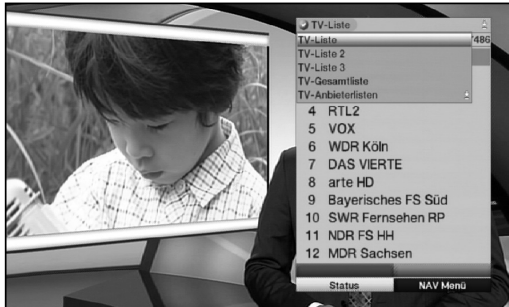 TV-Liste
TV-Liste
'486
TV-Liste 2
TV-Liste 3
TV-Gesamtliste
TV-Anbieterlisten
4 RTL2
5 VOX
6 WDR Köln
7 DAS VIERTE
8 arte HD
9 Bayerisches FS Süd
10 SWR Fernsehen RP
11 NDR FS HH
12 MDR Sachsen
Status NAV Menü